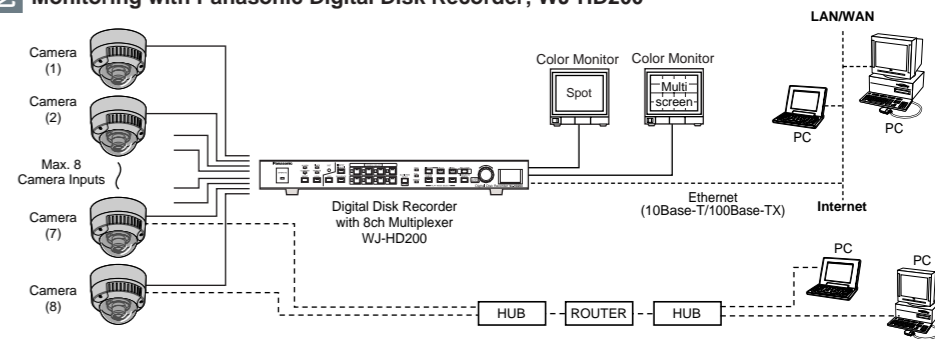 2 Monitoring with Panasonic Digital Disk Recorder, WJ-HD200
LAN/WAN
Camera
(1)
Camera
(2)
Max. 8
Camera Inputs
Camera
(7)
Camera
(8)
Panasonic
Digital Disk Recorder
with 8ch Multiplexer
WJ-HD200
Color Monitor
Spot
Color Monitor
Multi
screen
PC
PC
Ethernet
(10Base-T/100Base-TX)
Internet
PC
PC
HUB
ROUTER
HUB